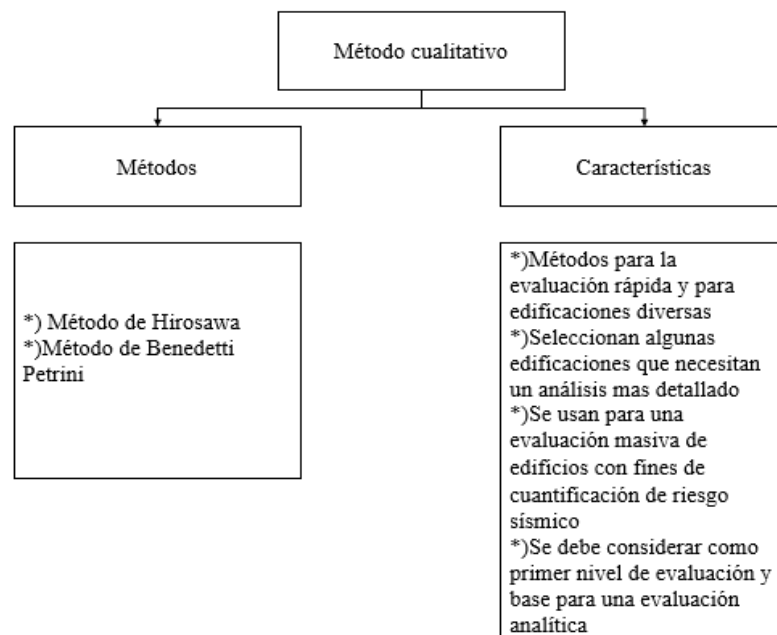 Método cualitativo
Métodos
Características
*) Método de Hirosawa
*)Método de Benedetti
Petrini
*)Métodos para la
evaluación rápida y para
edificaciones diversas
*)Seleccionan algunas
edificaciones que necesitan
un análisis mas detallado
*)Se usan para una
evaluación masiva de
edificios con fines de
cuantificación de riesgo
sísmico
*)Se debe considerar como
primer nivel de evaluación y
base para una evaluación
analítica